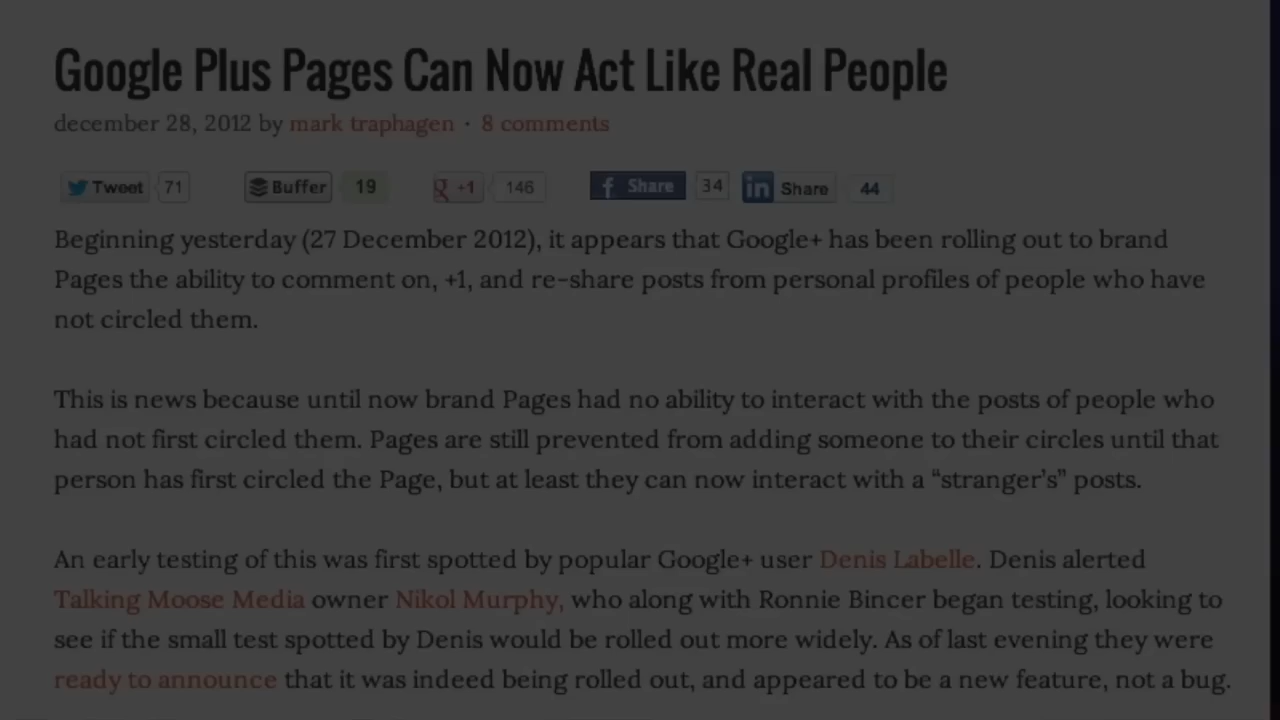 Google Plus Pages Can Now Act Like Real People
december 28, 2012 by mark traphagen · 8 comments
Tweet 71 Buffer 19 +1 146 Share 34 in Share 44
Beginning yesterday (27 December 2012), it appears that Google+ has been rolling out to brand
Pages the ability to comment on, +1, and re-share posts from personal profiles of people who have
not circled them.
This is news because until now brand Pages had no ability to interact with the posts of people who
had not first circled them. Pages are still prevented from adding someone to their circles until that
person has first circled the Page, but at least they can now interact with a “stranger’s” posts.
An early testing of this was first spotted by popular Google+ user Denis Labelle. Denis alerted
Talking Moose Media owner Nikol Murphy, who along with Ronnie Bincer began testing, looking to
see if the small test spotted by Denis would be rolled out more widely. As of last evening they were
ready to announce that it was indeed being rolled out, and appeared to be a new feature, not a bug.